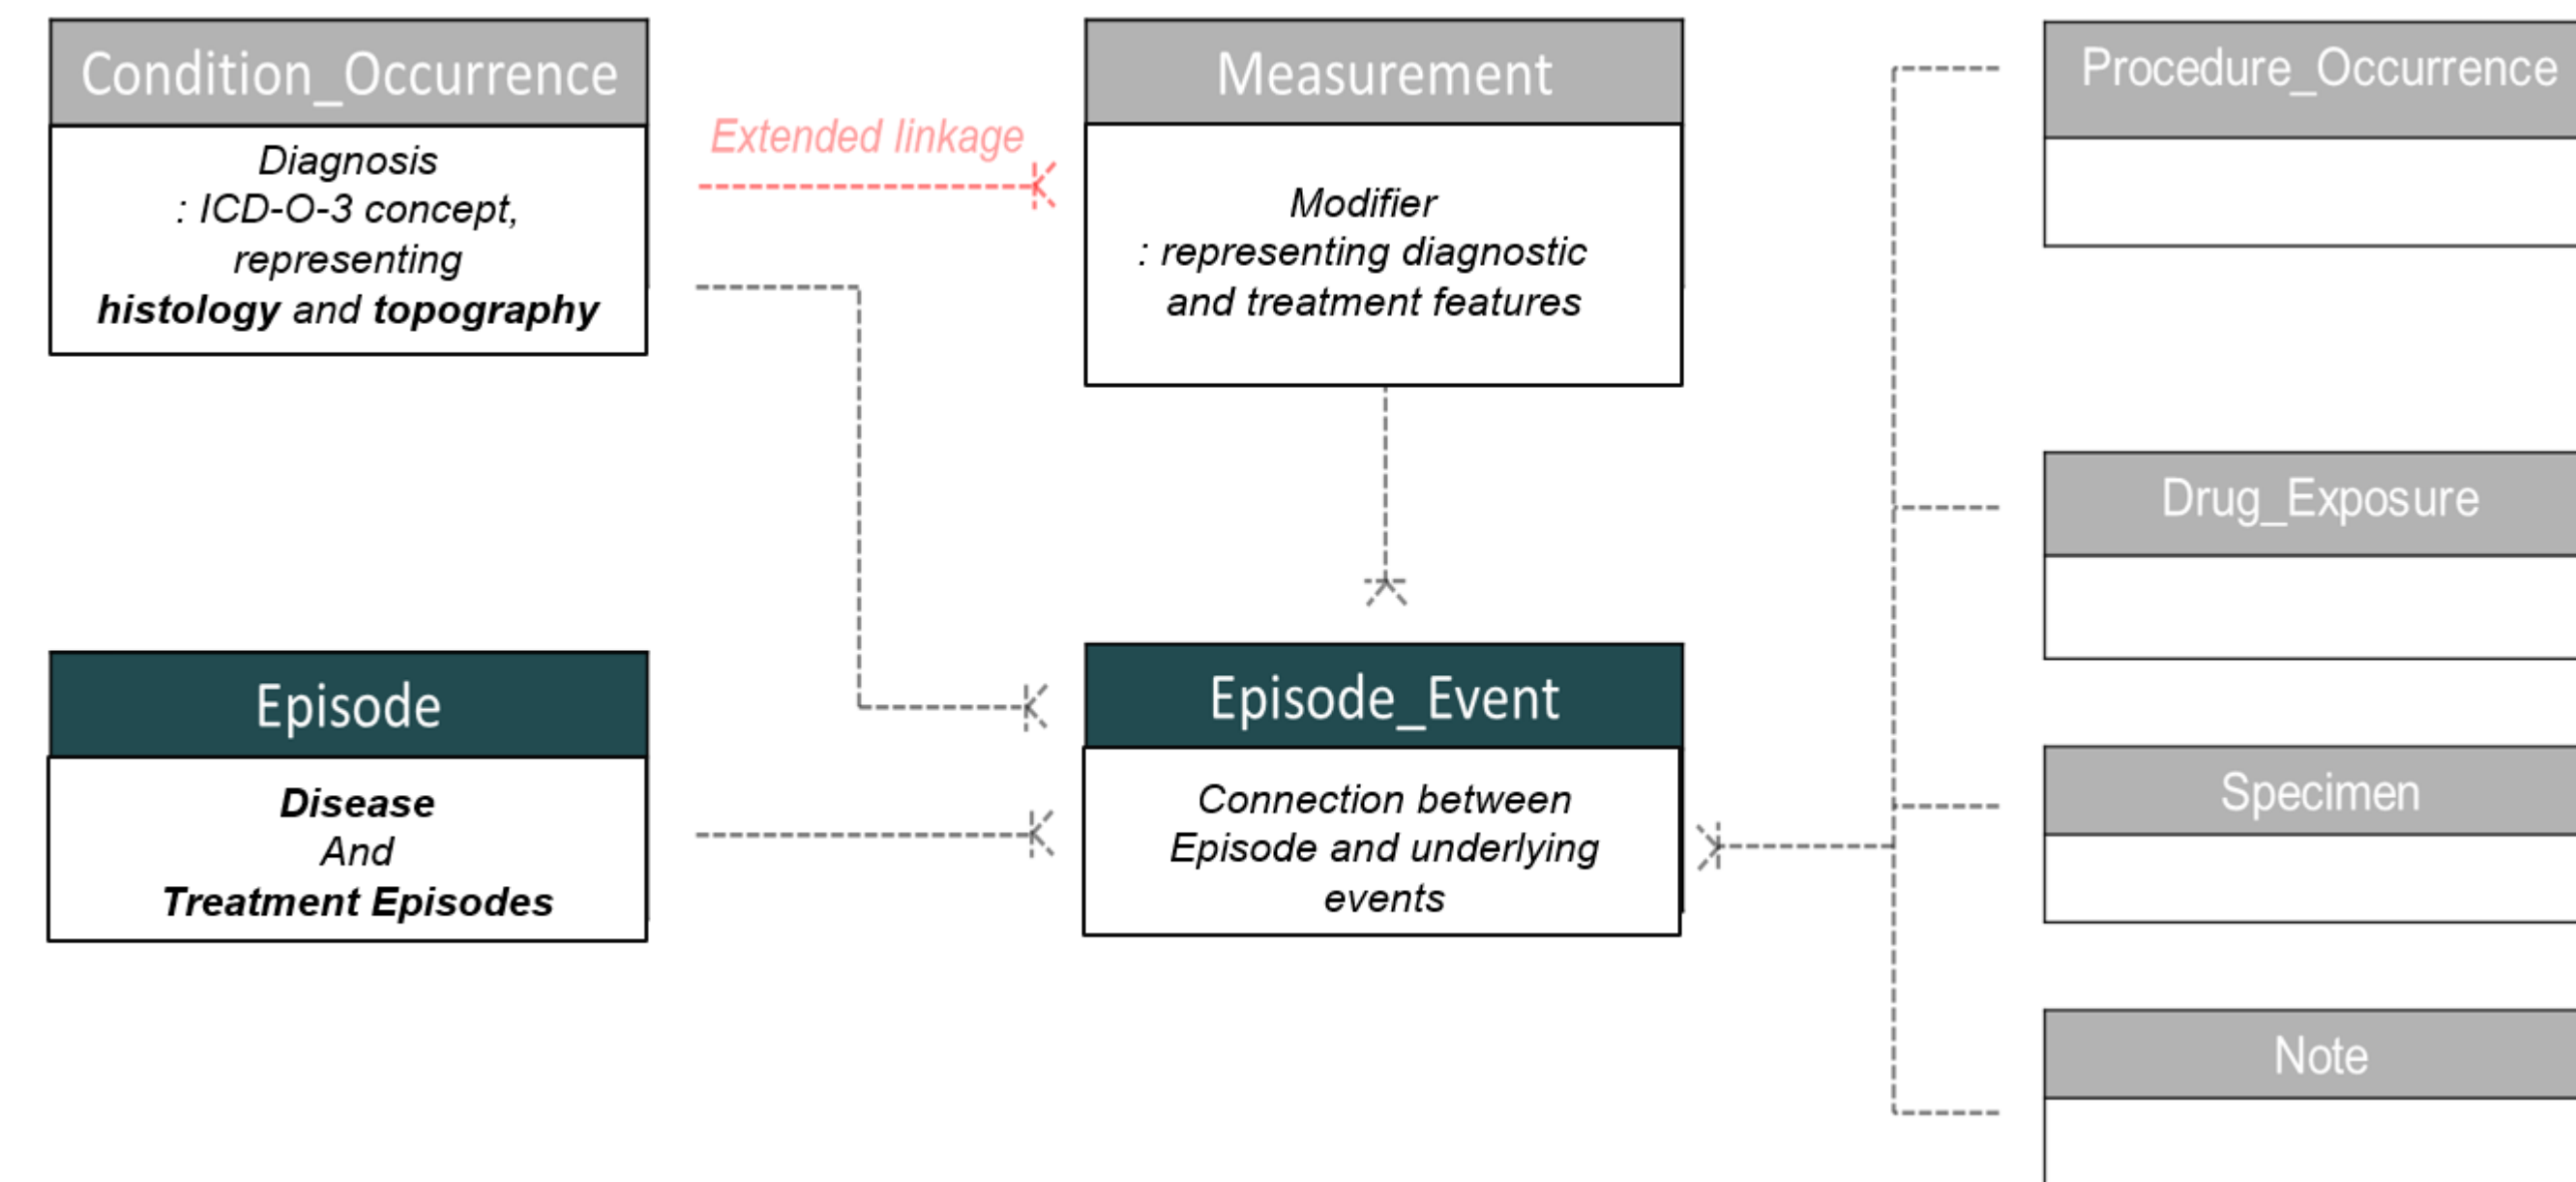 Condition_Occurrence
Diagnosis
: ICD-O-3 concept,
representing
histology and topography
Extended linkage
Measurement
Modifier
: representing diagnostic
and treatment features
Procedure_Occurrence
Drug_Exposure
Episode
Disease
And
Treatment Episodes
Episode_Event
Connection between
Episode and underlying
events
Specimen
Note